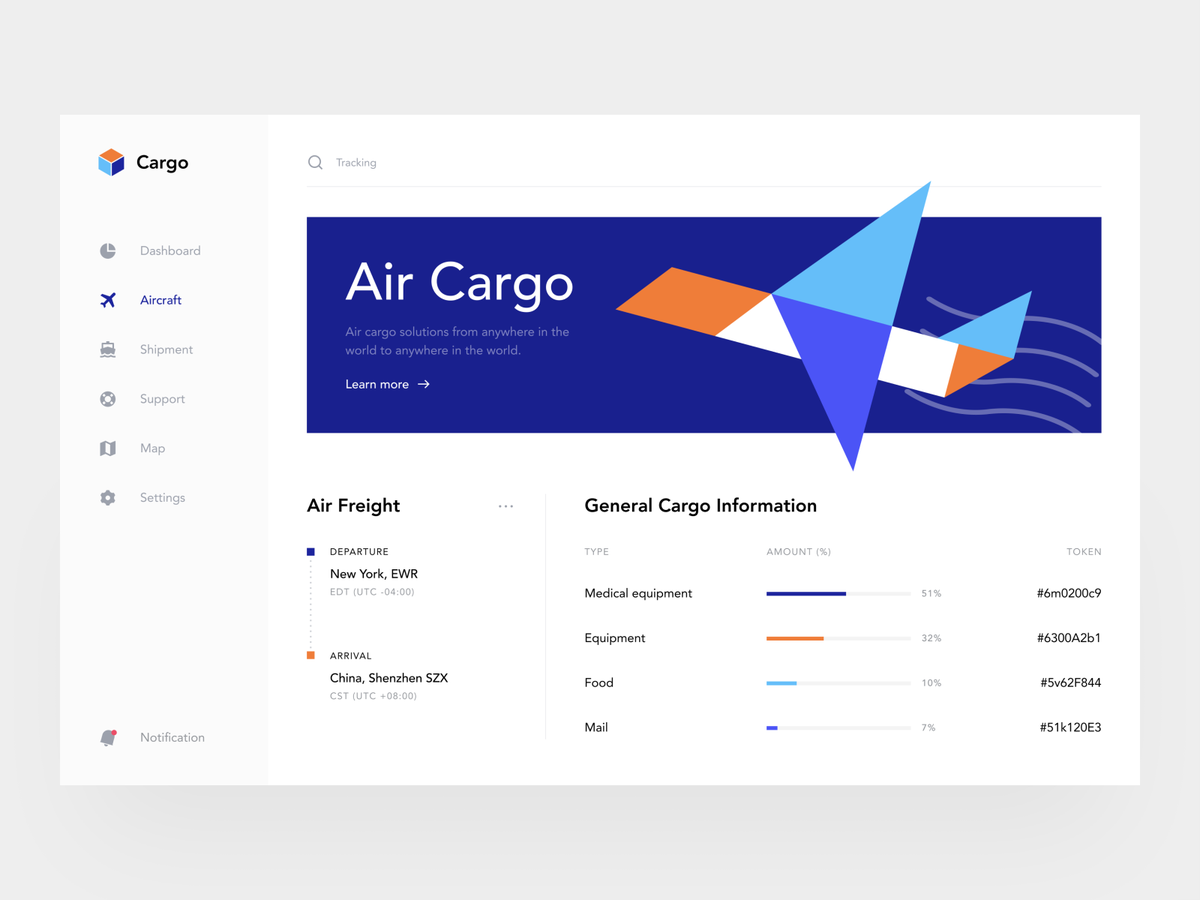 Cargo
Tracking
Dashboard
Aircraft
Shipment
Support
Map
Settings
Notification
Air Cargo
Air cargo solutions from anywhere in the
world to anywhere in the world.
Learn more
Air Freight
DEPARTURE
New York, EWR
EDT (UTC -04:00)
ARRIVAL
China, Shenzhen SZX
CST (UTC +08:00)
General Cargo Information
TYPE AMOUNT (%) TOKEN
Medical equipment 51% #6m0200c9
Equipment 32% #6300A2b1
Food 10% #5v62F844
Mail 7% #51k120E3